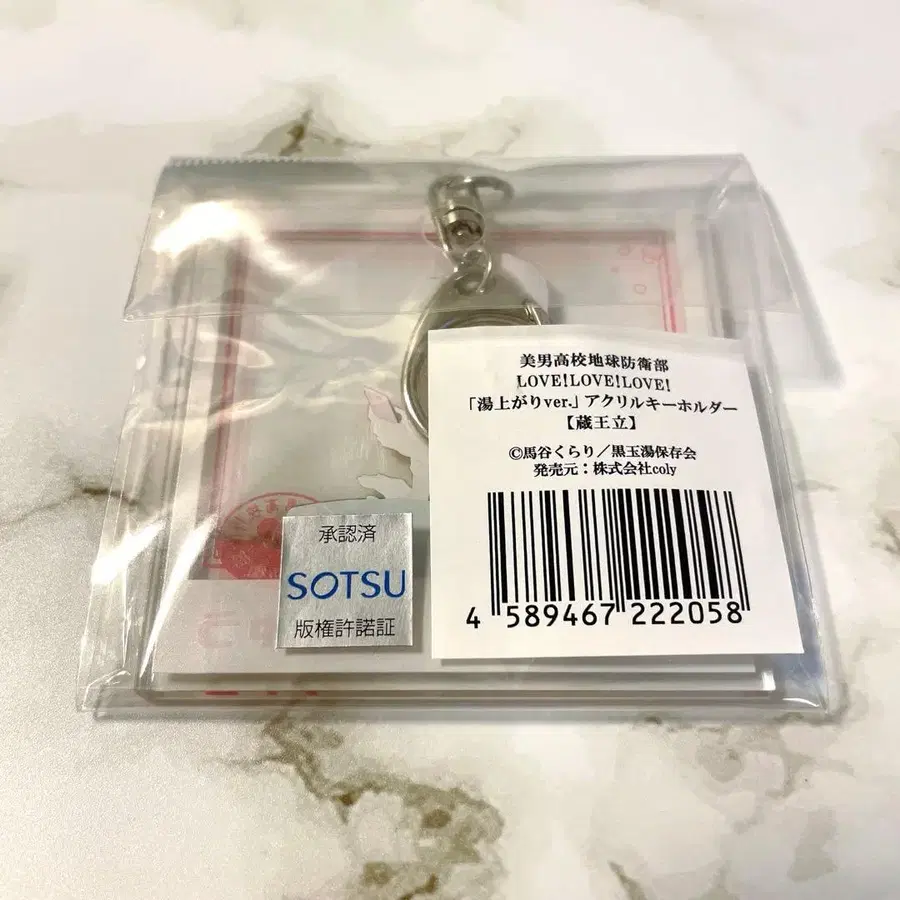 美男高校地球防衛部
LOVE!LOVE!LOVE!
「湯上がりver.」アクリルキーホルダー
【蔵王立】
©馬谷くらり／黒玉湯保存会
発売元：株式会社coly
4 589467 222058
承認済
SOTSU
版権許諾証